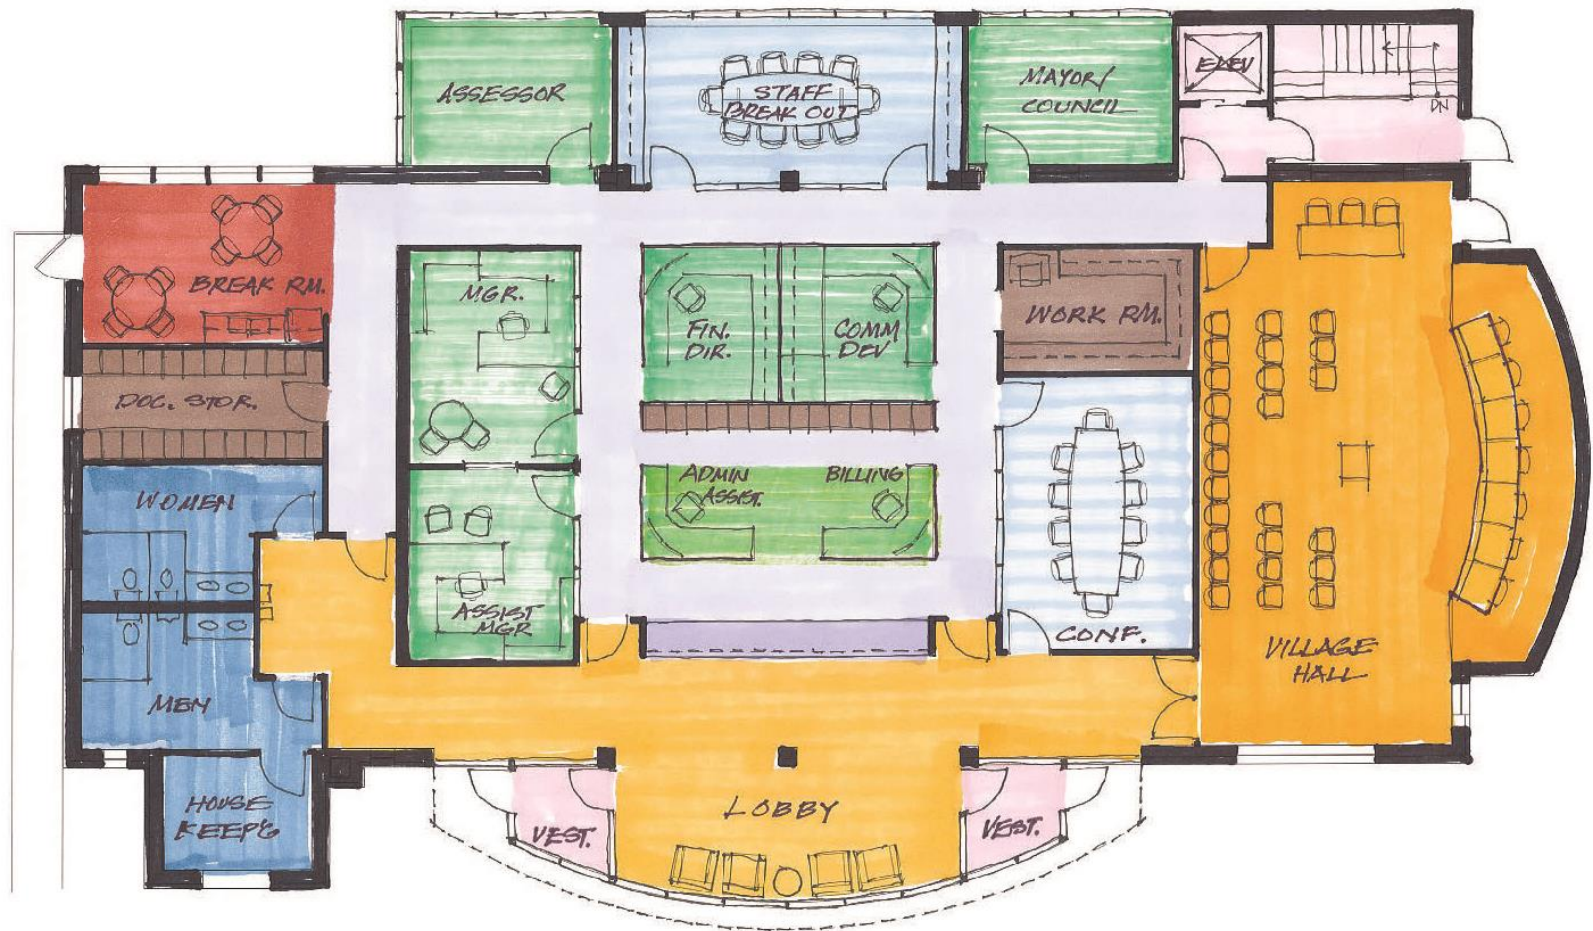 ASSESSOR
STAFF
BREAK OUT
MAYOR/
COUNCIL
ELEV
DN
BREAK RM.
MGR.
FIN.
DIR.
COMM
DEV
WORK RM.
DOC. STOR.
WOMEN
ADMIN
ASSIST.
BILLING
ASSIST
MGR
CONF.
VILLAGE
HALL
MEN
HOUSE
KEEP'G
VEST.
LOBBY
VEST.